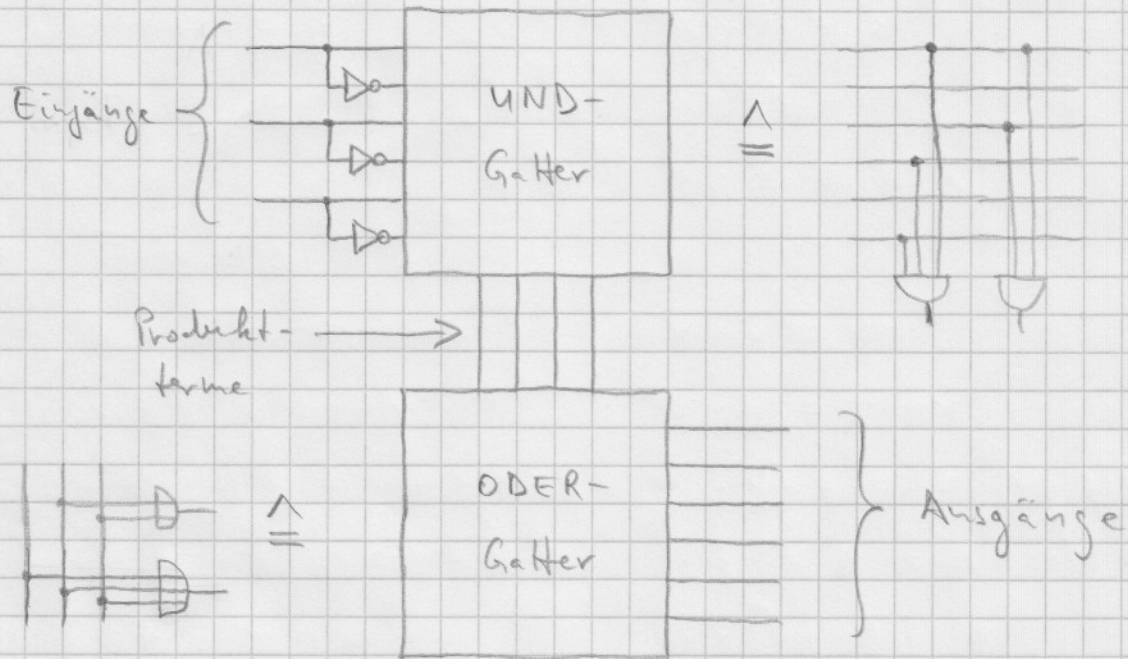 Eingänge
UND-
Gatter
≙
Produkt-
terme
≙
ODER-
Gatter
Ausgänge